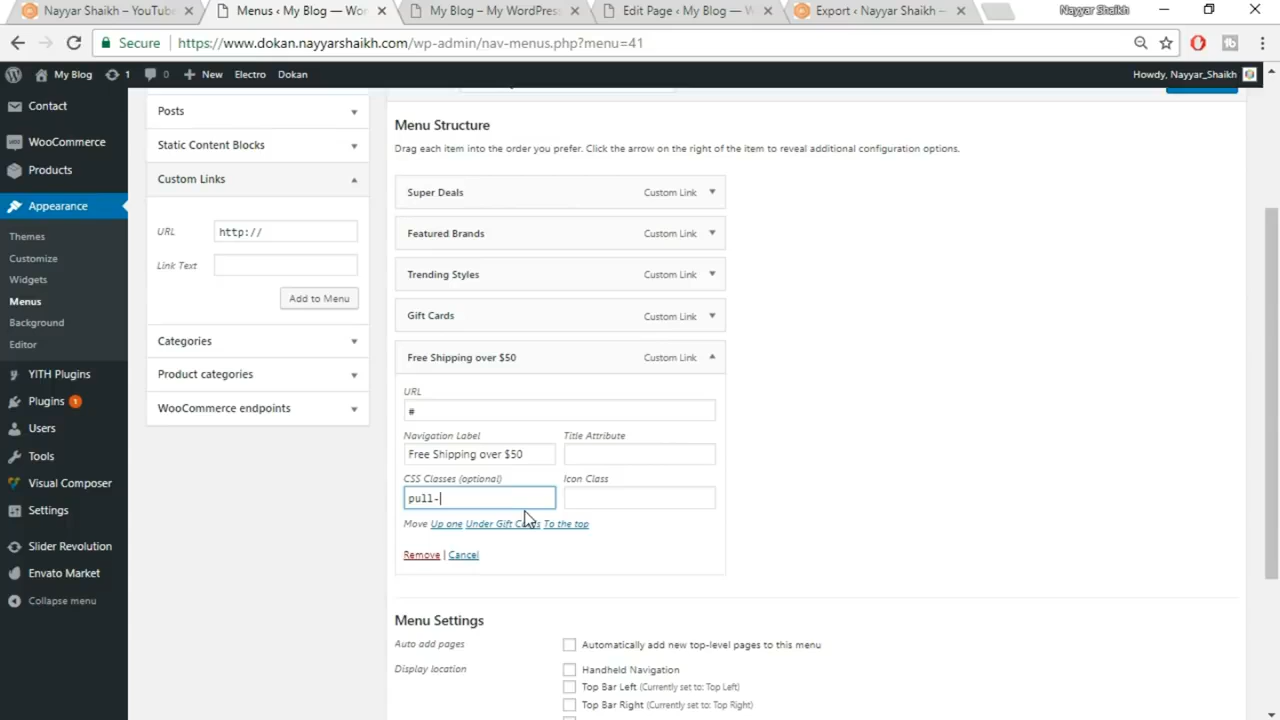 Nayyar Shaikh – YouTub
Menus ‹ My Blog — Wor
My Blog – My WordPress
Edit Page ‹ My Blog — W
Export ‹ Nayyar Shaikh —
Nayyar Shaikh
Secure
https://www.dokan.nayyarshaikh.com/wp-admin/nav-menus.php?menu=41
My Blog
1
0
New
Electro
Dokan
Howdy, Nayyar_Shaikh
Contact
WooCommerce
Products
Appearance
Themes
Customize
Widgets
Menus
Background
Editor
YITH Plugins
Plugins 1
Users
Tools
Visual Composer
Settings
Slider Revolution
Envato Market
Collapse menu
Posts
Static Content Blocks
Custom Links
URL
http://
Link Text
Add to Menu
Categories
Product categories
WooCommerce endpoints
Menu Structure
Drag each item into the order you prefer. Click the arrow on the right of the item to reveal additional configuration options.
Super Deals Custom Link
Featured Brands Custom Link
Trending Styles Custom Link
Gift Cards Custom Link
Free Shipping over $50 Custom Link
URL
#
Navigation Label Title Attribute
Free Shipping over $50
CSS Classes (optional) Icon Class
pull-
Move Up one Under Gift Cards To the top
Remove | Cancel
Menu Settings
Auto add pages
Automatically add new top-level pages to this menu
Display location
Handheld Navigation
Top Bar Left (Currently set to: Top Left)
Top Bar Right (Currently set to: Top Right)